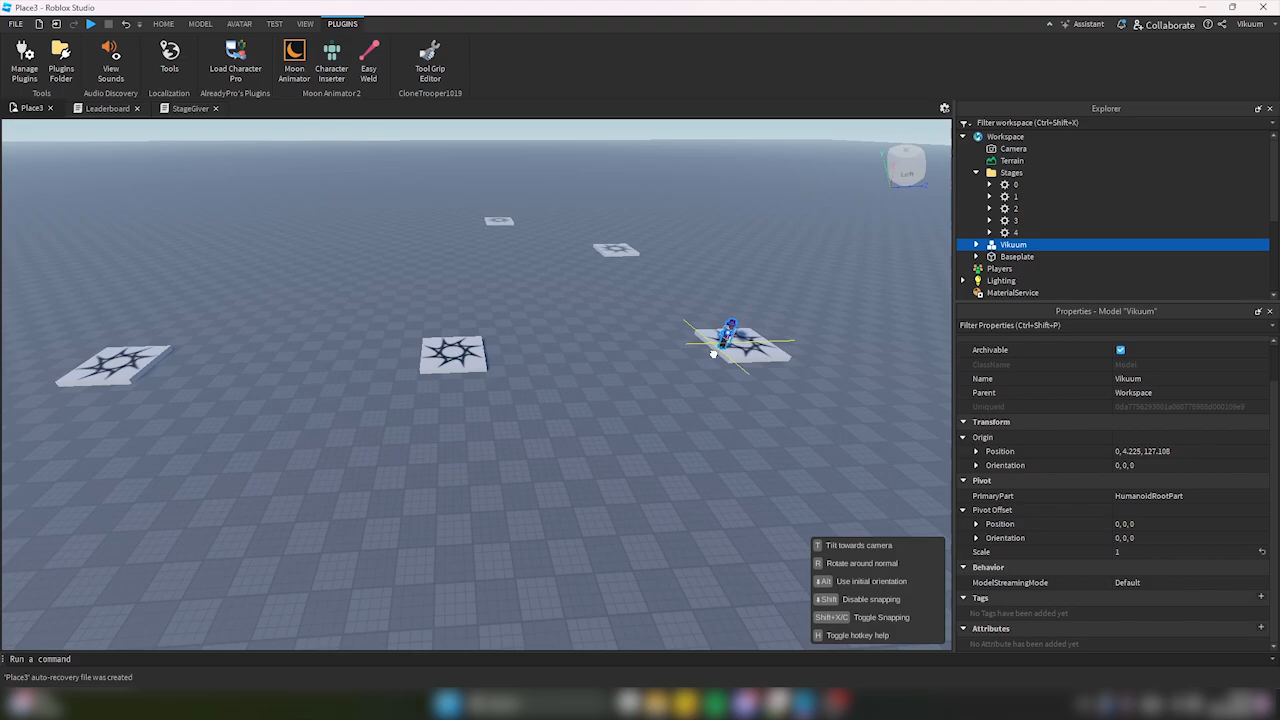 Place3 - Roblox Studio
FILE HOME MODEL AVATAR TEST VIEW PLUGINS Assistant Collaborate Vikuum
Manage Plugins
Plugins Folder
View Sounds
Tools
Load Character Pro
Moon Animator
Character Inserter
Easy Weld
Tool Grip Editor
Tools Audio Discovery Localization AlreadyPro's Plugins Moon Animator 2 CloneTrooper1019
Place3 Leaderboard StageGiver
Left
T Tilt towards camera
R Rotate around normal
Alt Use initial orientation
Shift Disable snapping
Shift+X/C Toggle Snapping
H Toggle hotkey help
Explorer
Filter workspace (Ctrl+Shift+X)
Workspace
Camera
Terrain
Stages
0
1
2
3
4
Vikuum
Baseplate
Players
Lighting
MaterialService
Properties - Model "Vikuum"
Filter Properties (Ctrl+Shift+P)
Archivable
ClassName Model
Name Vikuum
Parent Workspace
UniqueId
Transform
Origin
Position 0, 4.225, 127.108
Orientation 0, 0, 0
Pivot
PrimaryPart HumanoidRootPart
Pivot Offset
Position 0, 0, 0
Orientation 0, 0, 0
Scale 1
Behavior
ModelStreamingMode Default
Tags
No Tags have been added yet
Attributes
No Attribute has been added yet
Run a command
'Place3' auto-recovery file was created